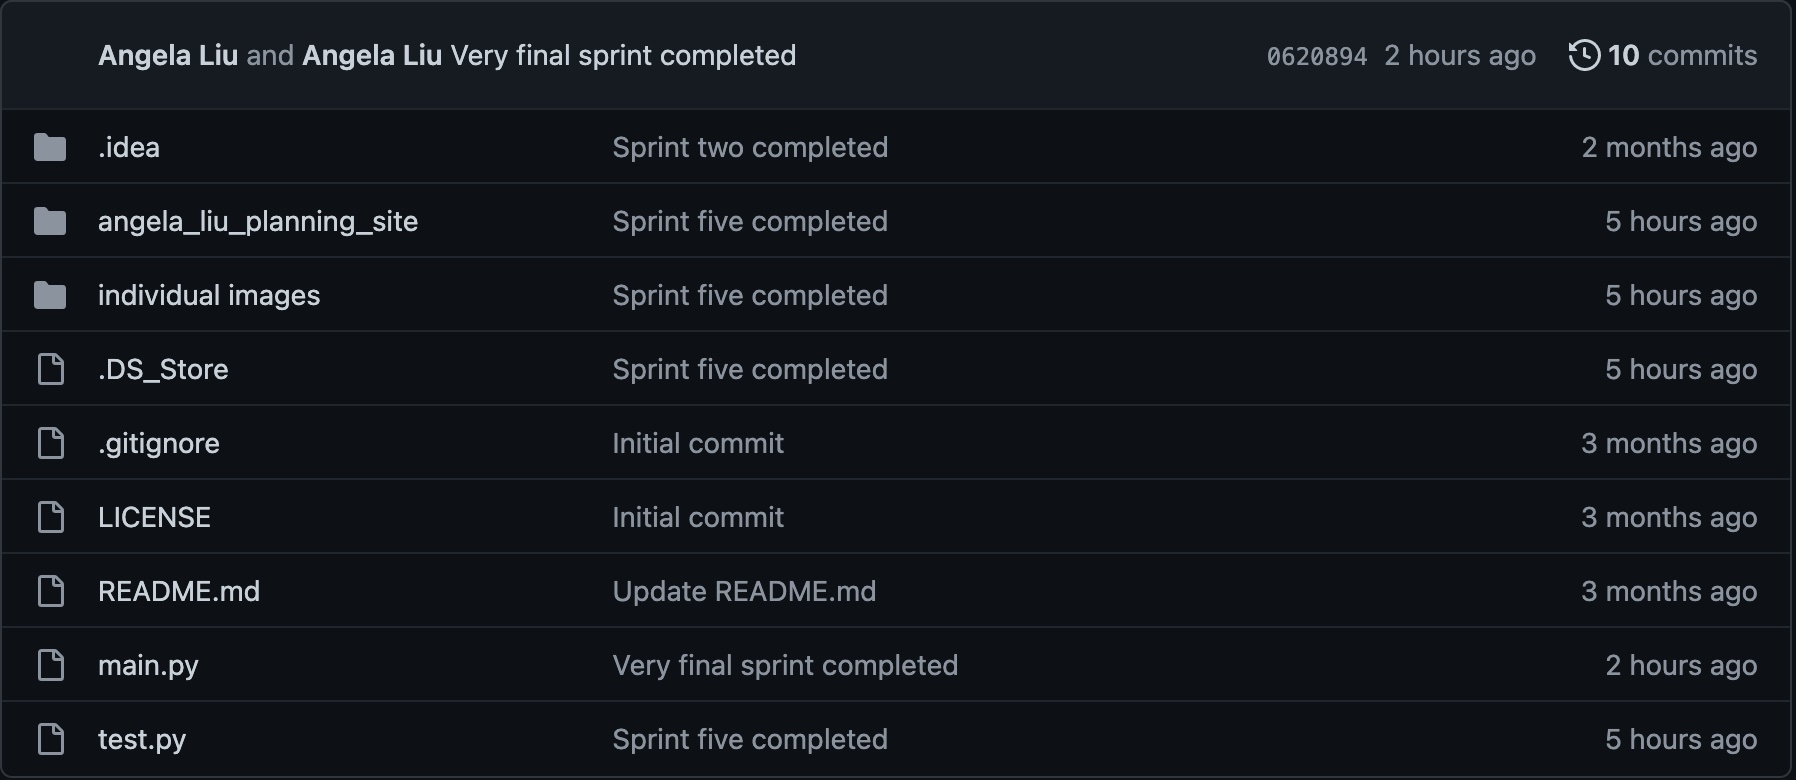 Angela Liu and Angela Liu Very final sprint completed 0620894 2 hours ago 10 commits
.idea Sprint two completed 2 months ago
angela_liu_planning_site Sprint five completed 5 hours ago
individual images Sprint five completed 5 hours ago
.DS_Store Sprint five completed 5 hours ago
.gitignore Initial commit 3 months ago
LICENSE Initial commit 3 months ago
README.md Update README.md 3 months ago
main.py Very final sprint completed 2 hours ago
test.py Sprint five completed 5 hours ago